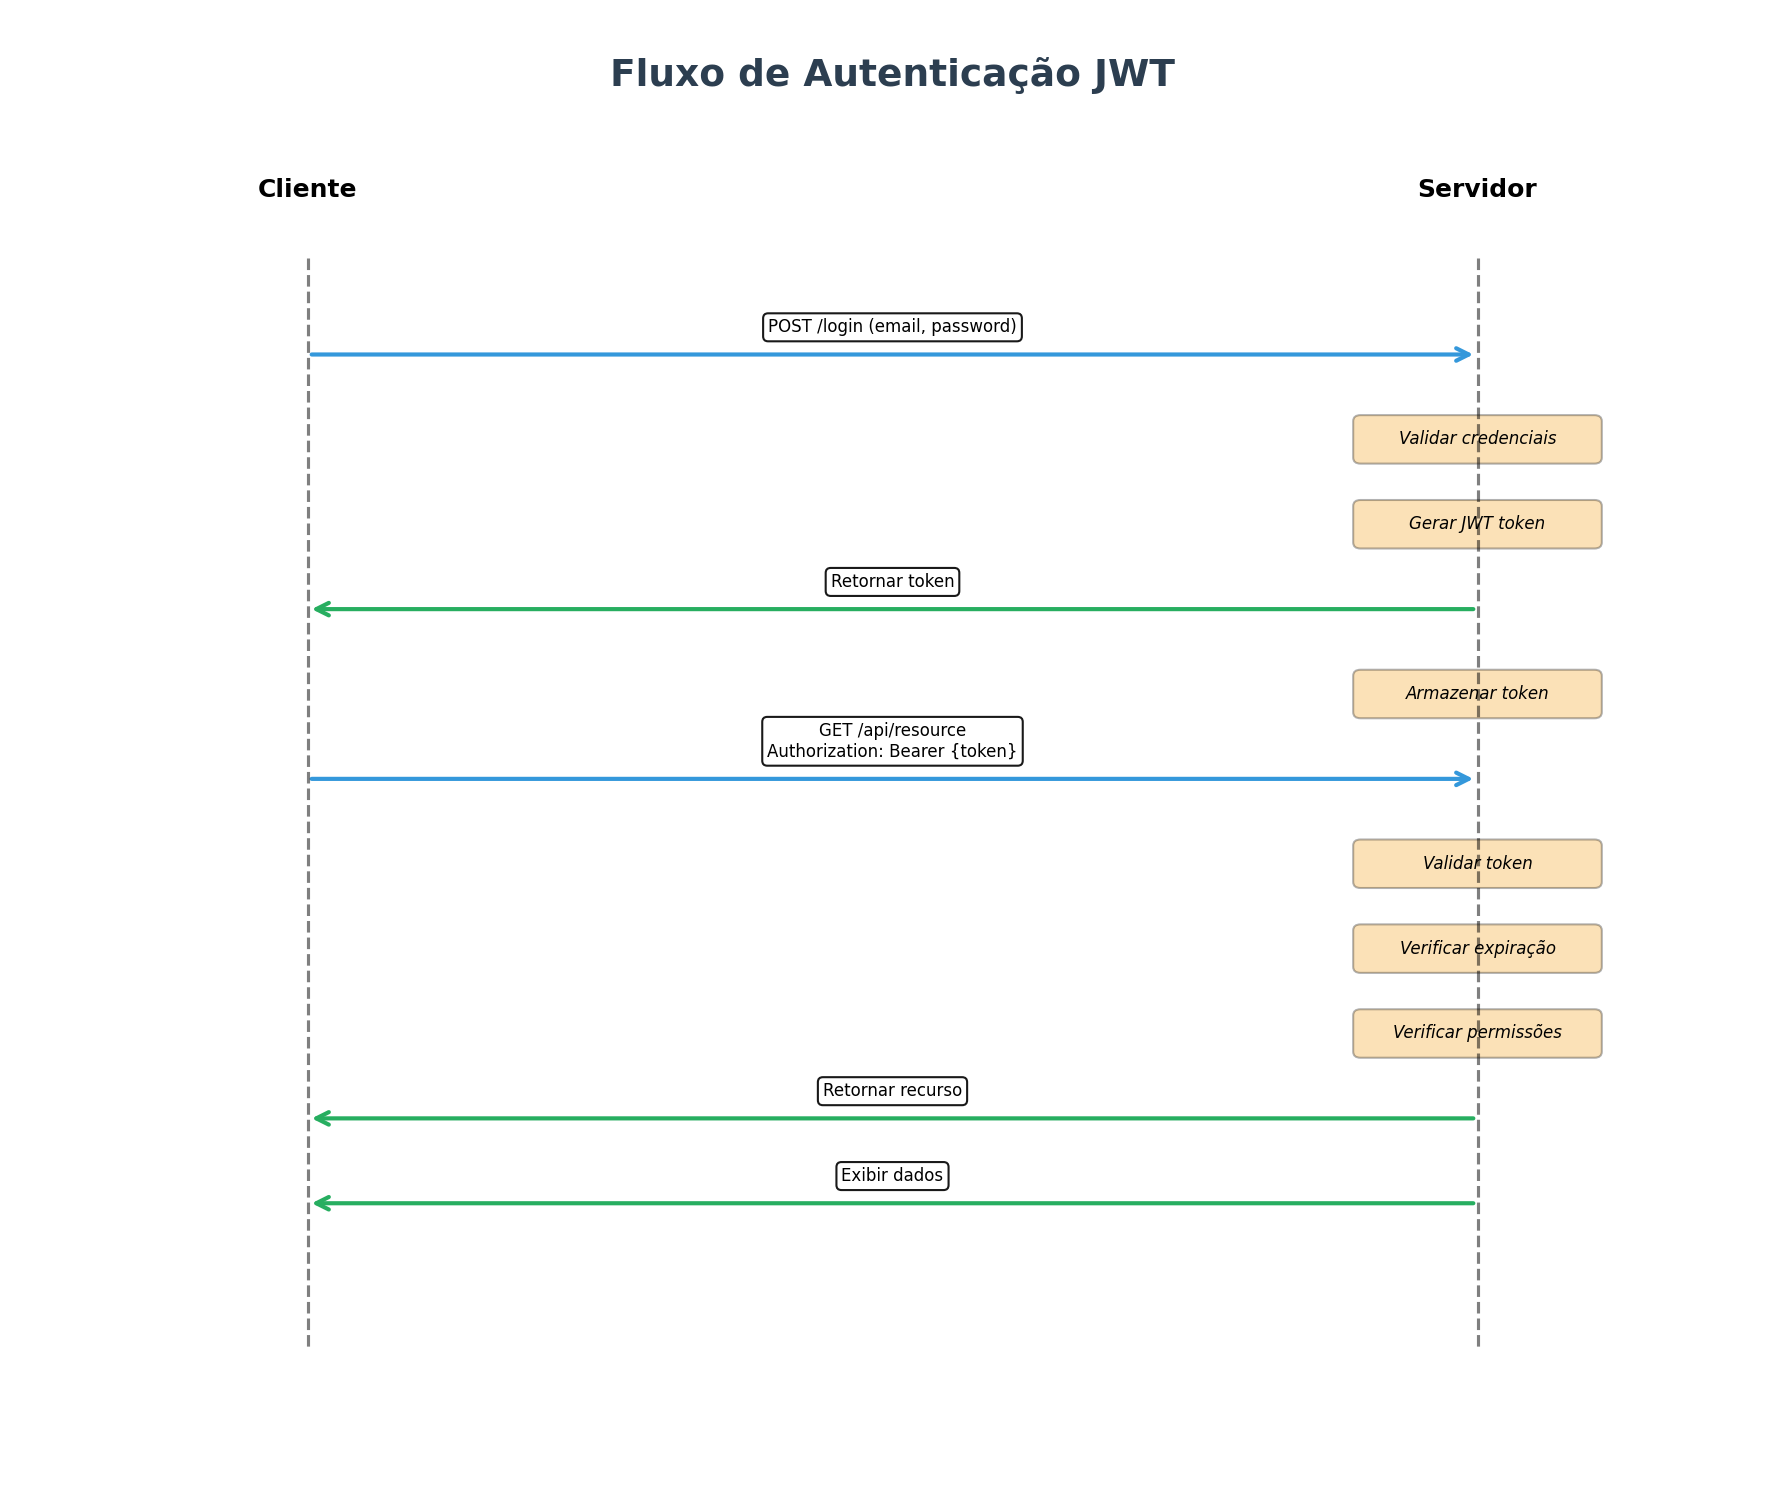 Fluxo de Autenticação JWT
Cliente
Servidor
POST /login (email, password)
Validar credenciais
Gerar JWT token
Retornar token
Armazenar token
GET /api/resource
Authorization: Bearer {token}
Validar token
Verificar expiração
Verificar permissões
Retornar recurso
Exibir dados